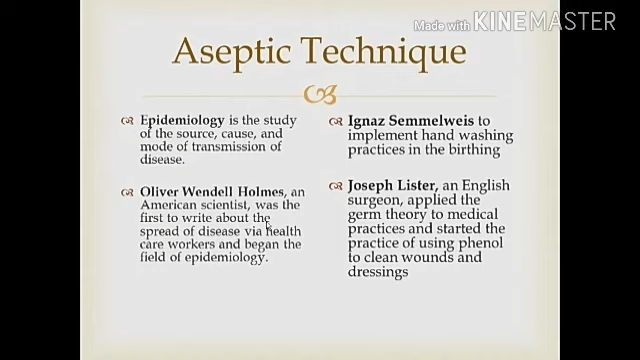 Made with KINEMASTER
Aseptic Technique
Epidemiology is the study
of the source, cause, and
mode of transmission of
disease.
Oliver Wendell Holmes, an
American scientist, was the
first to write about the
spread of disease via health
care workers and began the
field of epidemiology.
Ignaz Semmelweis to
implement hand washing
practices in the birthing
Joseph Lister, an English
surgeon, applied the
germ theory to medical
practices and started the
practice of using phenol
to clean wounds and
dressings